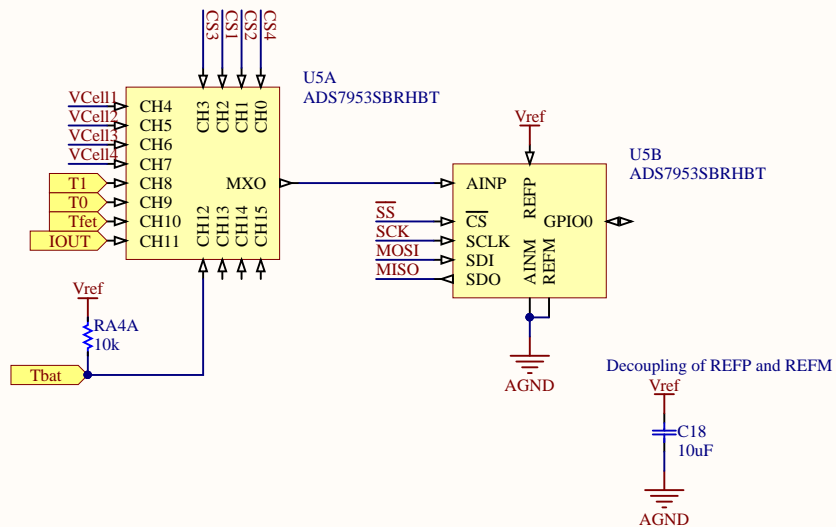 CS3
CS1
CS2
CS4
U5A
ADS7953SBRHBT
VCell1
VCell2
VCell3
VCell4
T1
T0
Tfet
IOUT
CH4
CH5
CH6
CH7
CH8
CH9
CH10
CH11
CH3
CH2
CH1
CH0
MXO
CH12
CH13
CH14
CH15
Vref
U5B
ADS7953SBRHBT
AINP
REFP
GPIO0
SS
SCK
MOSI
MISO
CS
SCLK
SDI
SDO
AINM
REFM
AGND
Vref
RA4A
10k
Tbat
Decoupling of REFP and REFM
Vref
C18
10uF
AGND